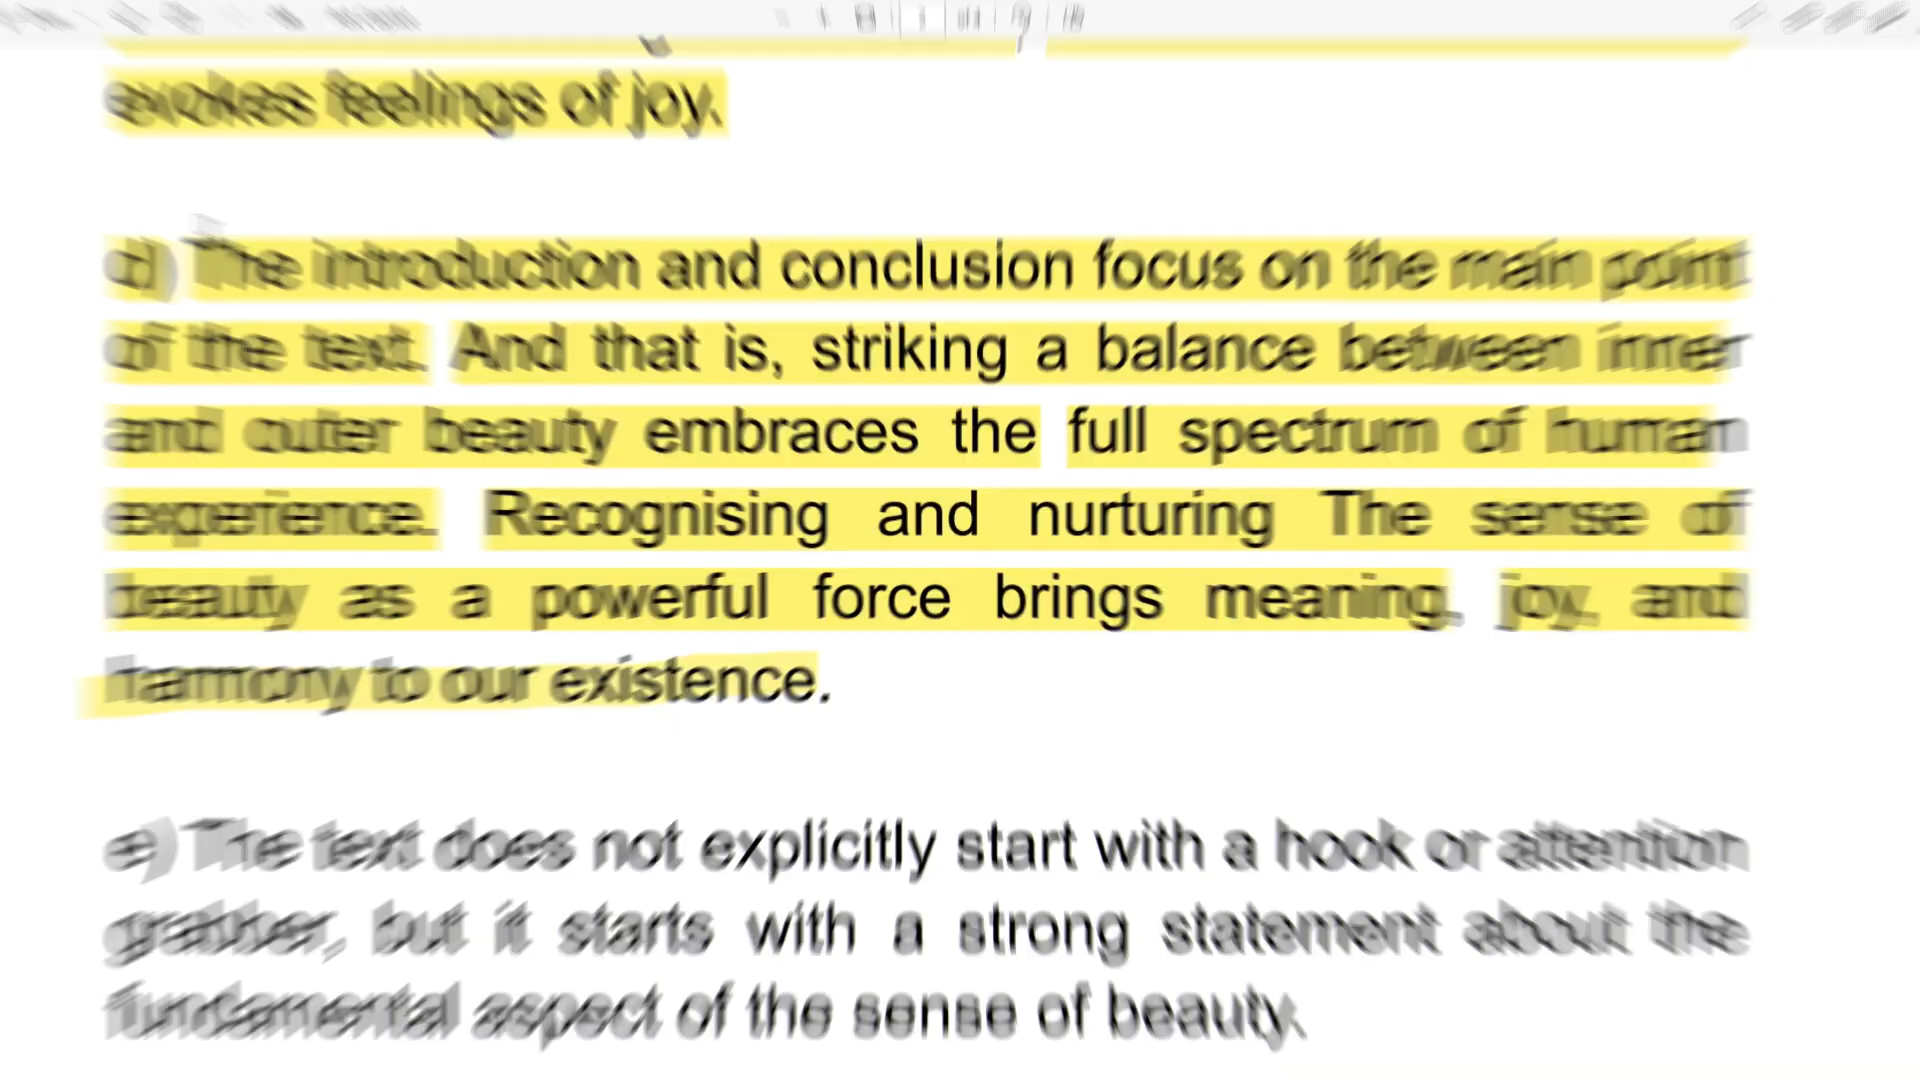 evokes feelings of joy.
d) The introduction and conclusion focus on the main point
of the text. And that is, striking a balance between inner
and outer beauty embraces the full spectrum of human
experience. Recognising and nurturing The sense of
beauty as a powerful force brings meaning, joy, and
harmony to our existence.
e) The text does not explicitly start with a hook or attention
grabber, but it starts with a strong statement about the
fundamental aspect of the sense of beauty.